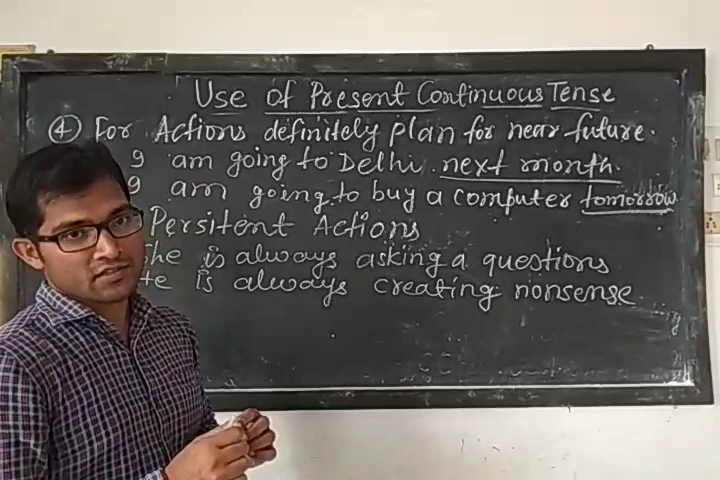 Use of Present Continuous Tense
④ For Actions definitely plan for near future.
I am going to Delhi next month.
I am going to buy a computer tomorrow
Persitent Actions
She is always asking a questions
He is always creating nonsense.